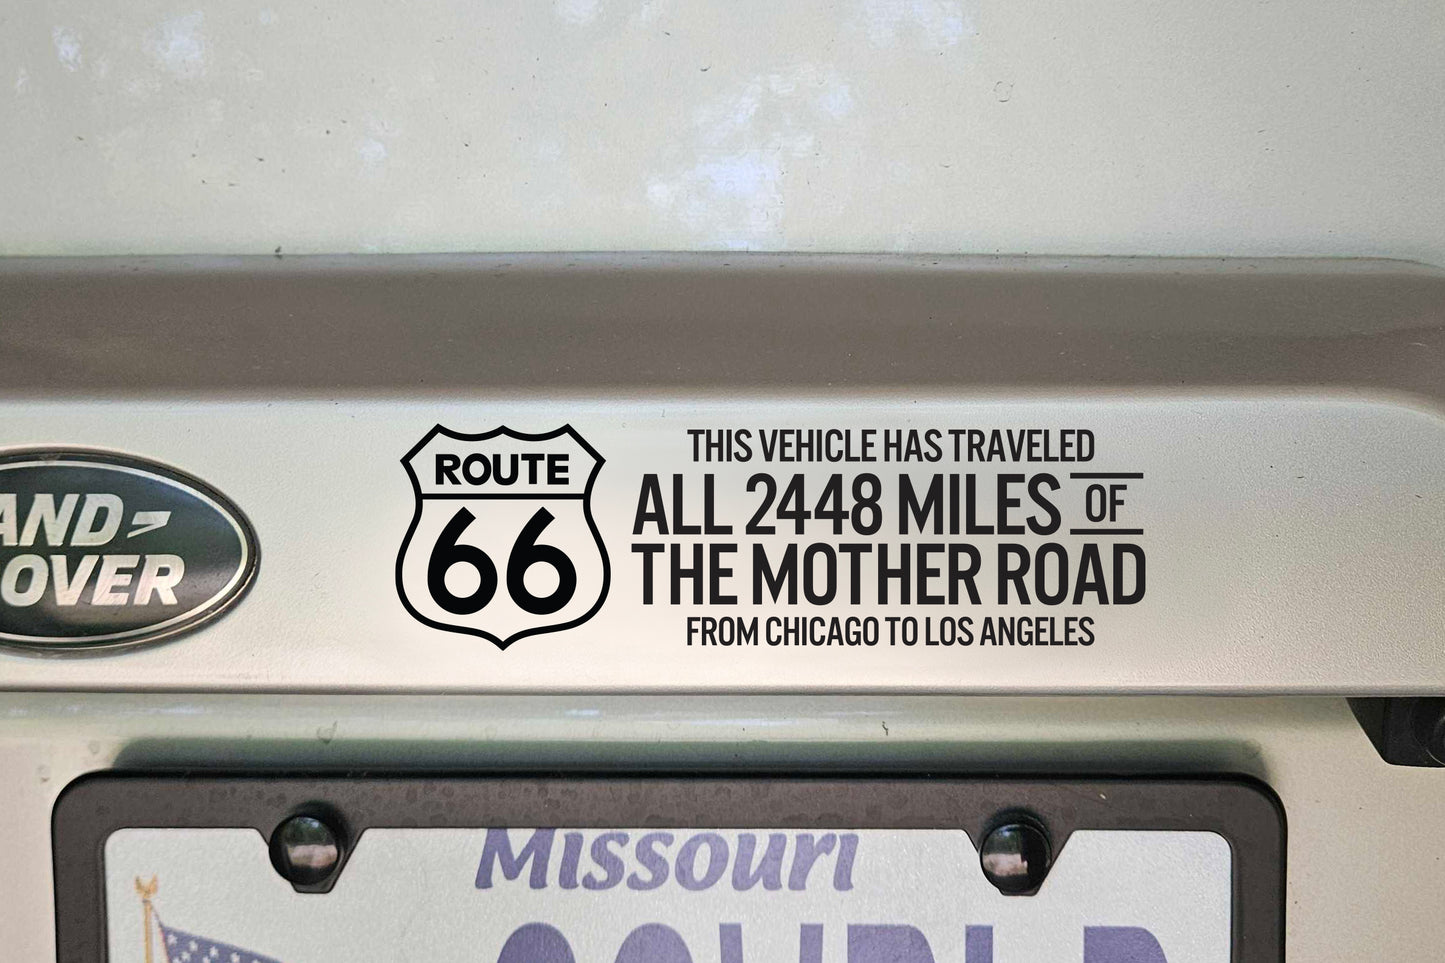 ROUTE
66
THIS VEHICLE HAS TRAVELED
ALL 2448 MILES OF
THE MOTHER ROAD
FROM CHICAGO TO LOS ANGELES
AND
OVER
Missouri